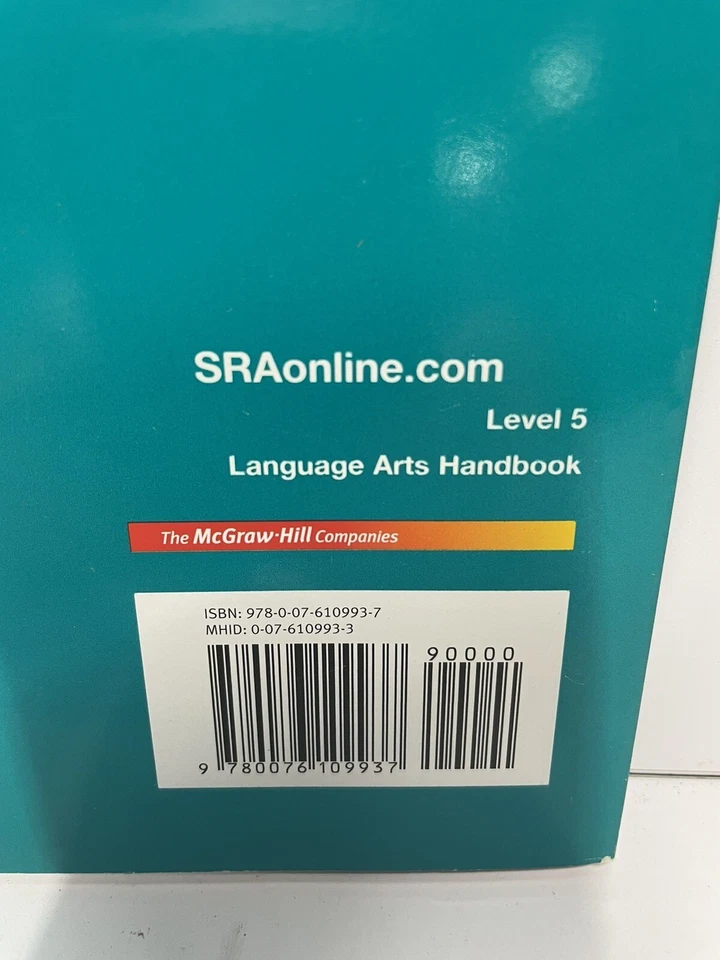 SRAonline.com
Level 5
Language Arts Handbook
The McGraw·Hill Companies
ISBN: 978-0-07-610993-7
MHID: 0-07-610993-3
90000
9 780076 109937